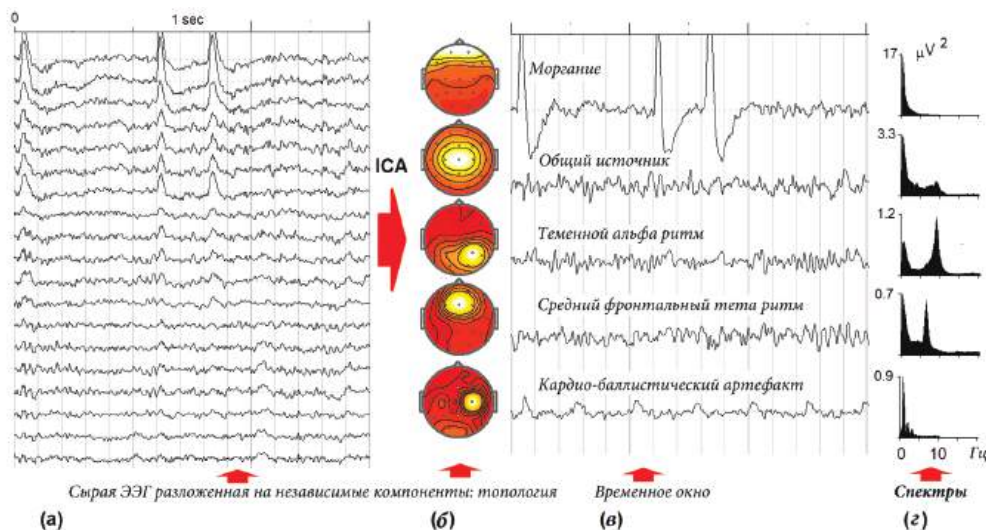 0
1 sec
ICA
Моргание
Общий источник
Теменной альфа ритм
Средний фронтальный тета ритм
Кардио-баллистический артефакт
μV 2
17
3.3
1.2
0.7
0.9
0 10 Гц
Сырая ЭЭГ разложенная на независимые компоненты: топология
Временное окно
Спектры
(а) (б) (в) (г)